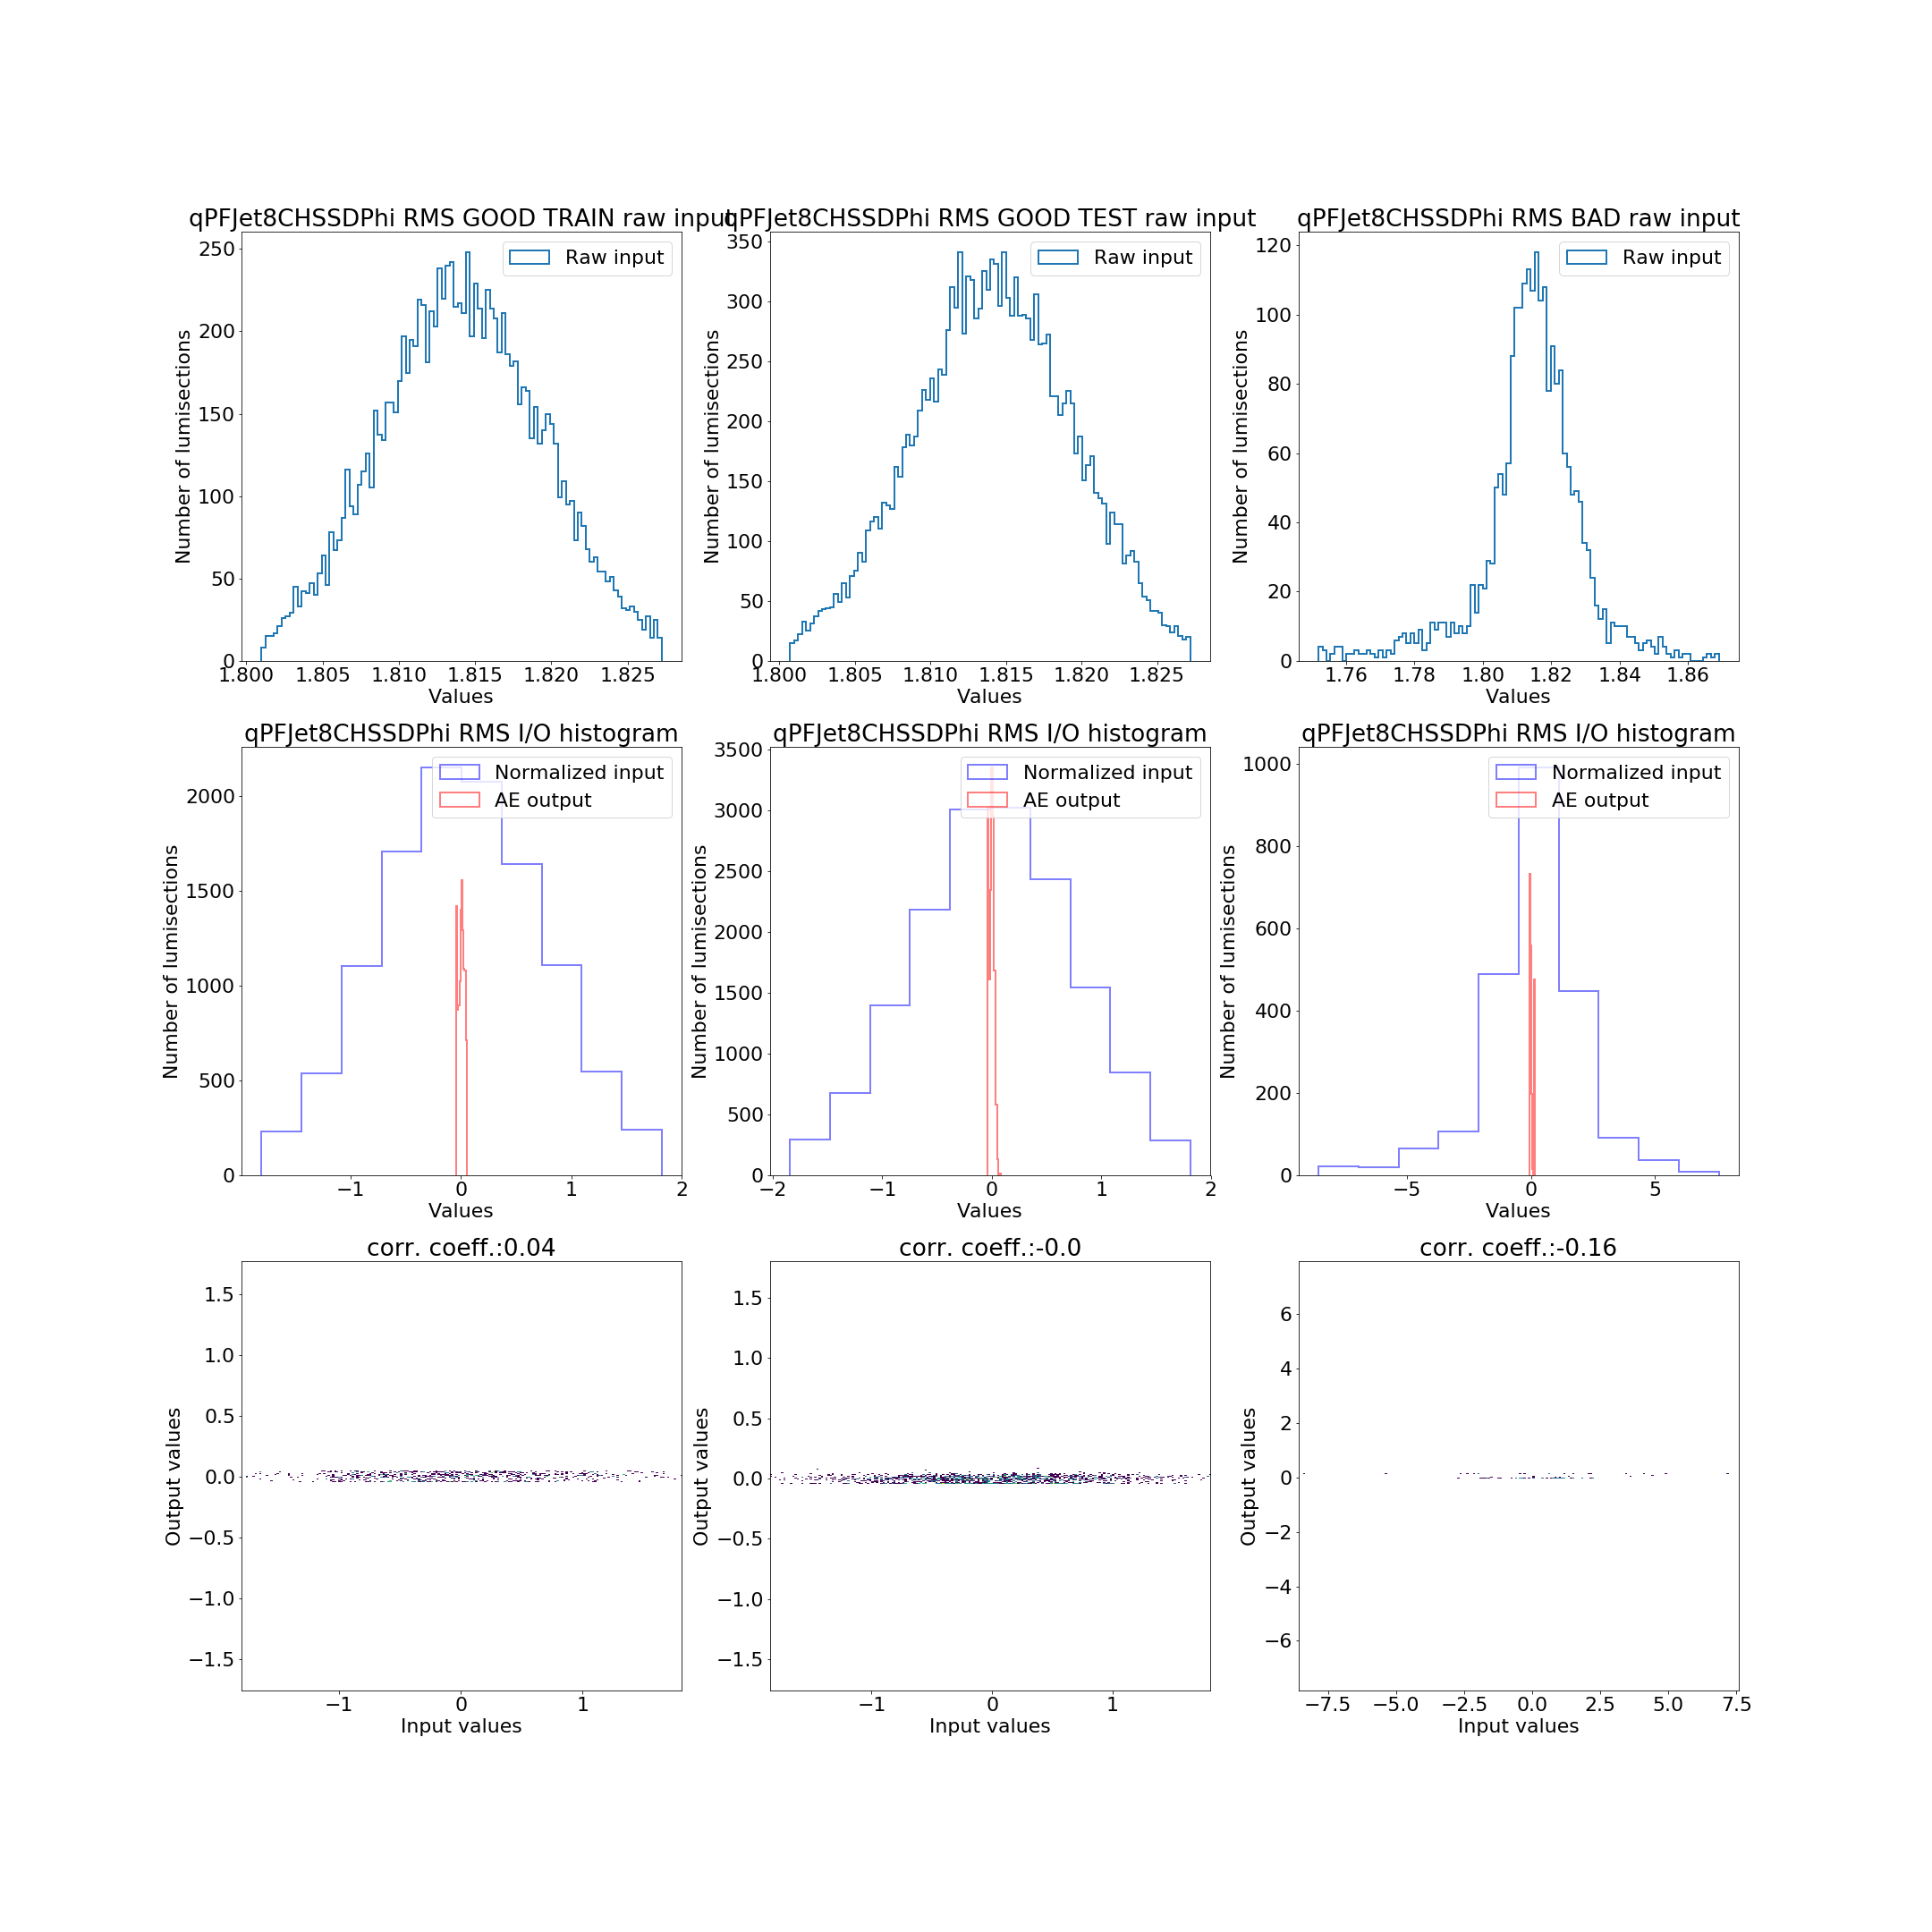 qPFJet8CHSSDPhi RMS GOOD TRAIN raw input
250
200
150
100
50
0
Number of lumisections
Raw input
1.800 1.805 1.810 1.815 1.820 1.825
Values
qPFJet8CHSSDPhi RMS GOOD TEST raw input
350
300
250
200
150
100
50
0
Number of lumisections
Raw input
1.800 1.805 1.810 1.815 1.820 1.825
Values
qPFJet8CHSSDPhi RMS BAD raw input
120
100
80
60
40
20
0
Number of lumisections
Raw input
1.76 1.78 1.80 1.82 1.84 1.86
Values
qPFJet8CHSSDPhi RMS I/O histogram
2000
1500
1000
500
0
Number of lumisections
Normalized input
AE output
−1 0 1 2
Values
qPFJet8CHSSDPhi RMS I/O histogram
3500
3000
2500
2000
1500
1000
500
0
Number of lumisections
Normalized input
AE output
−2 −1 0 1 2
Values
qPFJet8CHSSDPhi RMS I/O histogram
1000
800
600
400
200
0
Number of lumisections
Normalized input
AE output
−5 0 5
Values
corr. coeff.:0.04
1.5
1.0
0.5
0.0
−0.5
−1.0
−1.5
Output values
−1 0 1
Input values
corr. coeff.:-0.0
1.5
1.0
0.5
0.0
−0.5
−1.0
−1.5
Output values
−1 0 1
Input values
corr. coeff.:-0.16
6
4
2
0
−2
−4
−6
Output values
−7.5 −5.0 −2.5 0.0 2.5 5.0 7.5
Input values